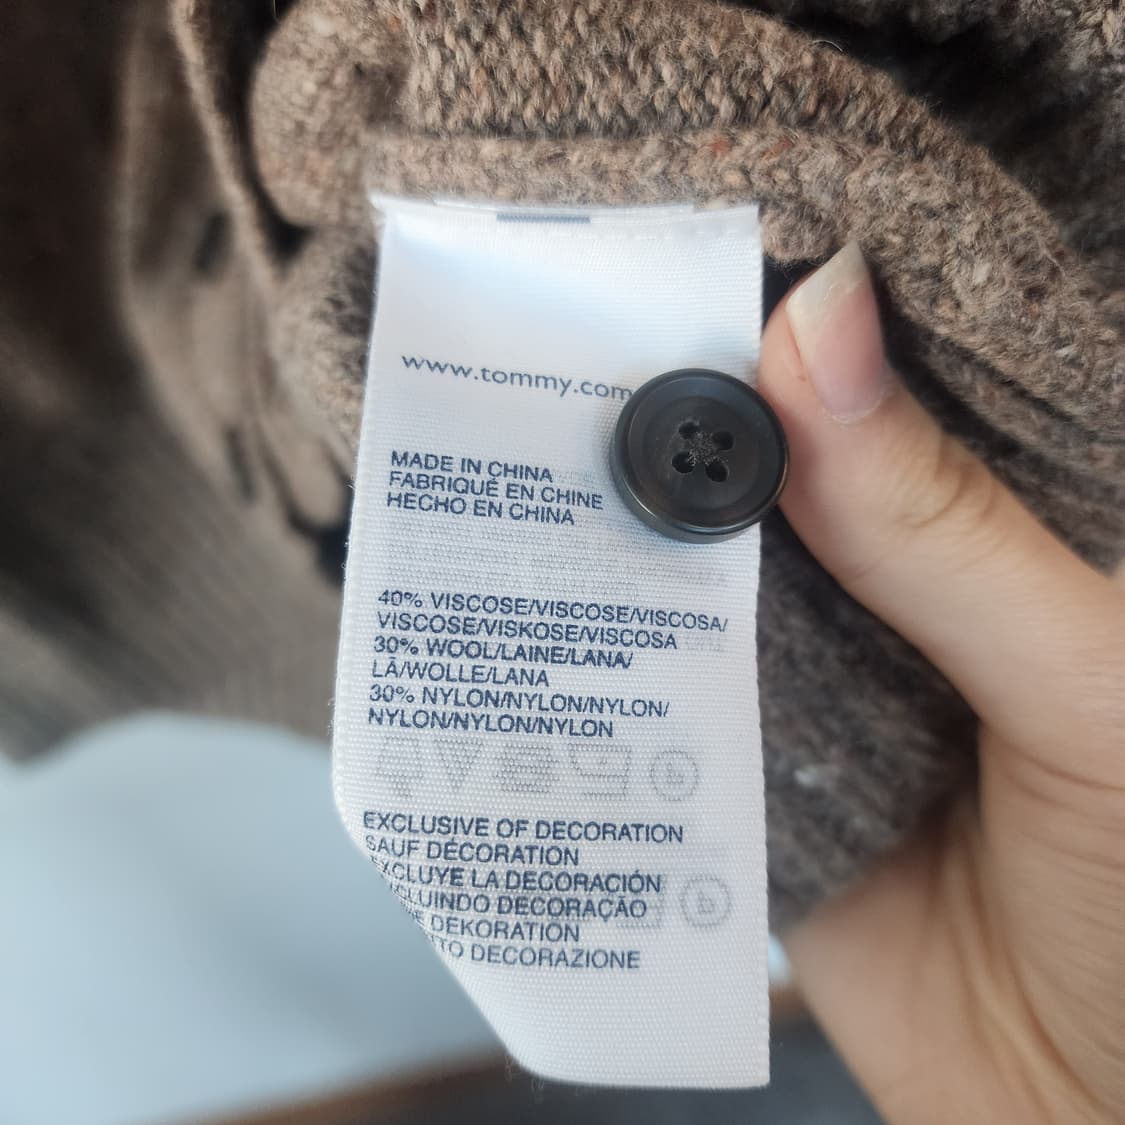 www.tommy.com
MADE IN CHINA
FABRIQUÉ EN CHINE
HECHO EN CHINA
40% VISCOSE/VISCOSE/VISCOSA/
VISCOSE/VISKOSE/VISCOSA
30% WOOL/LAINE/LANA/
LÃ/WOLLE/LANA
30% NYLON/NYLON/NYLON/
NYLON/NYLON/NYLON
EXCLUSIVE OF DECORATION
SAUF DÉCORATION
EXCLUYE LA DECORACIÓN
DECORAÇÃO
DEKORATION
DECORAZIONE